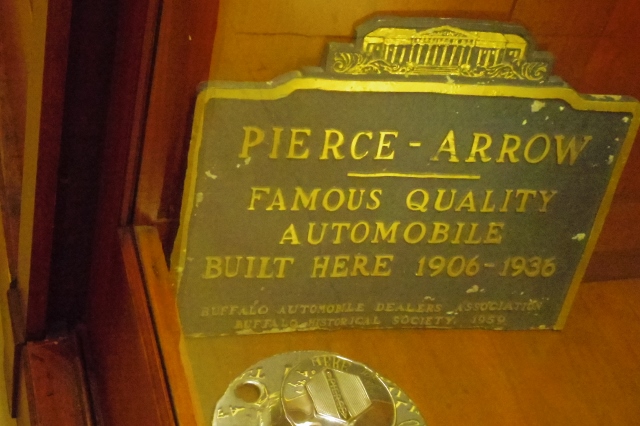 PIERCE-ARROW
FAMOUS QUALITY
AUTOMOBILE
BUILT HERE 1906-1936
BUFFALO AUTOMOBILE DEALERS ASSOCIATION
BUFFALO HISTORICAL SOCIETY, 1959